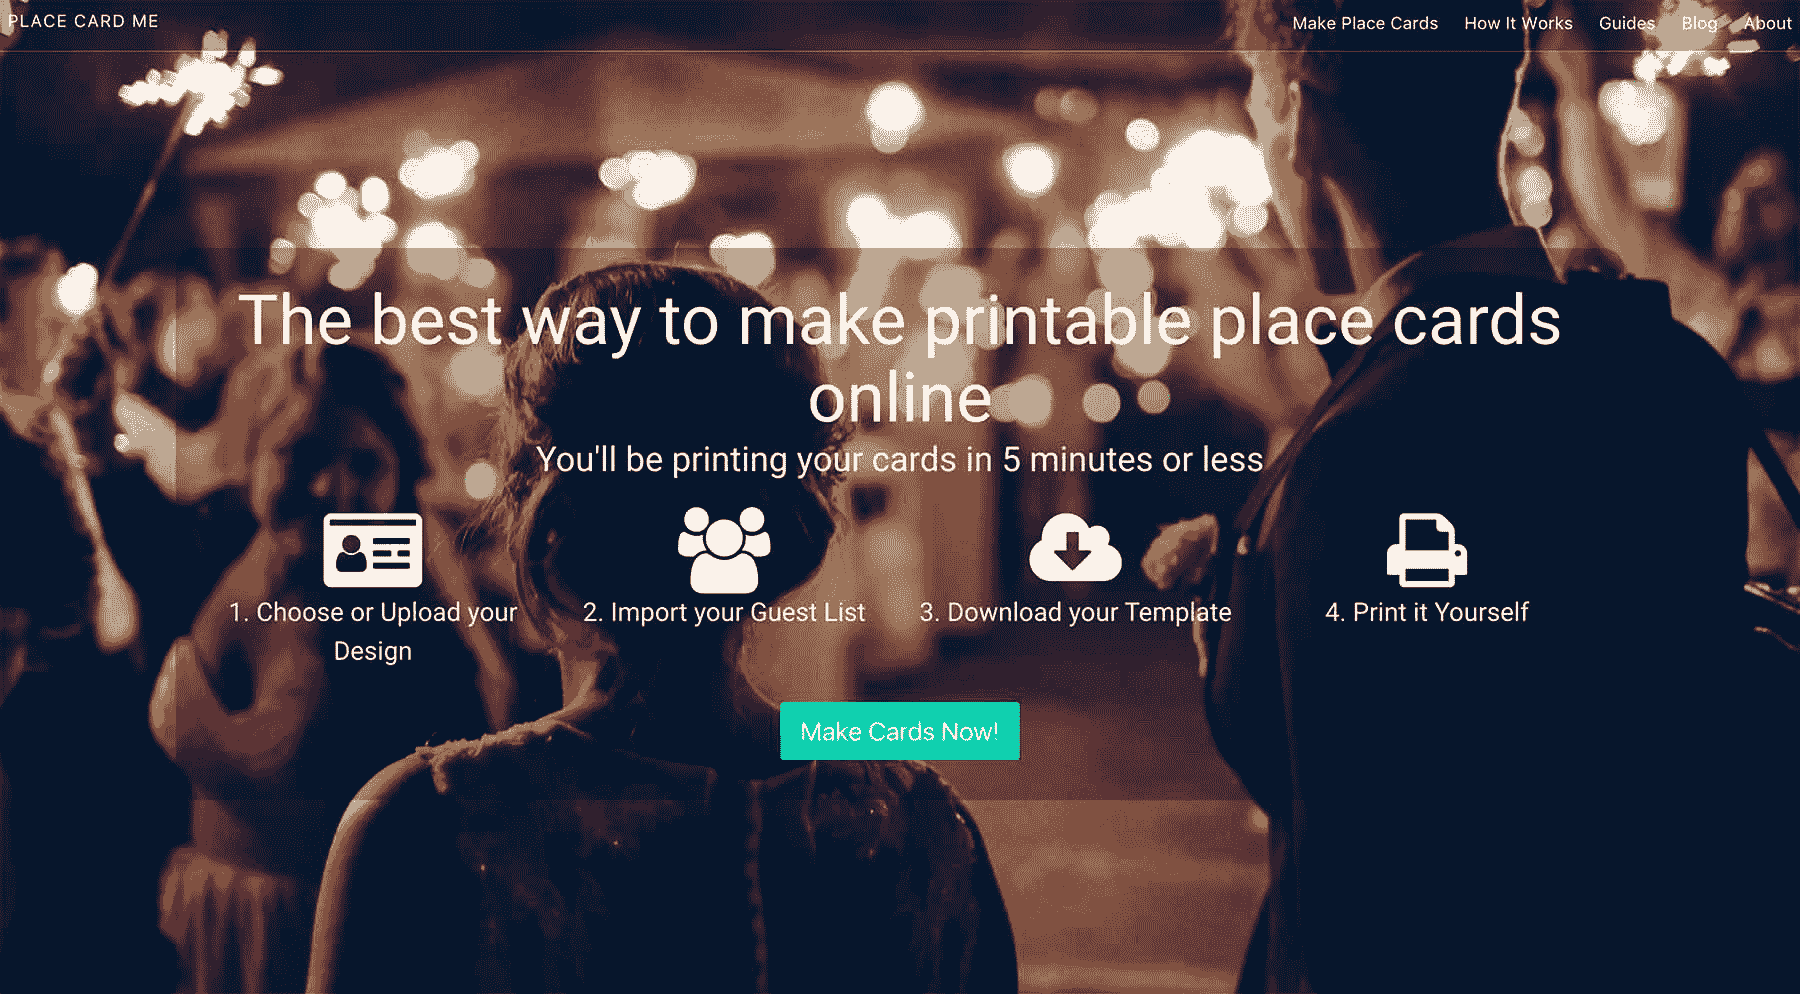 PLACE CARD ME
Make Place Cards How It Works Guides Blog About
The best way to make printable place cards
online
You'll be printing your cards in 5 minutes or less
1. Choose or Upload your
Design
2. Import your Guest List
3. Download your Template
4. Print it Yourself
Make Cards Now!